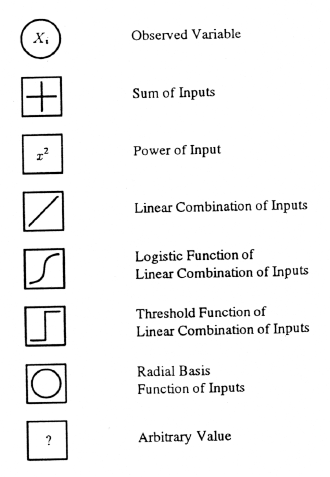 Xᵢ Observed Variable
Sum of Inputs
x² Power of Input
Linear Combination of Inputs
Logistic Function of
Linear Combination of Inputs
Threshold Function of
Linear Combination of Inputs
Radial Basis
Function of Inputs
? Arbitrary Value